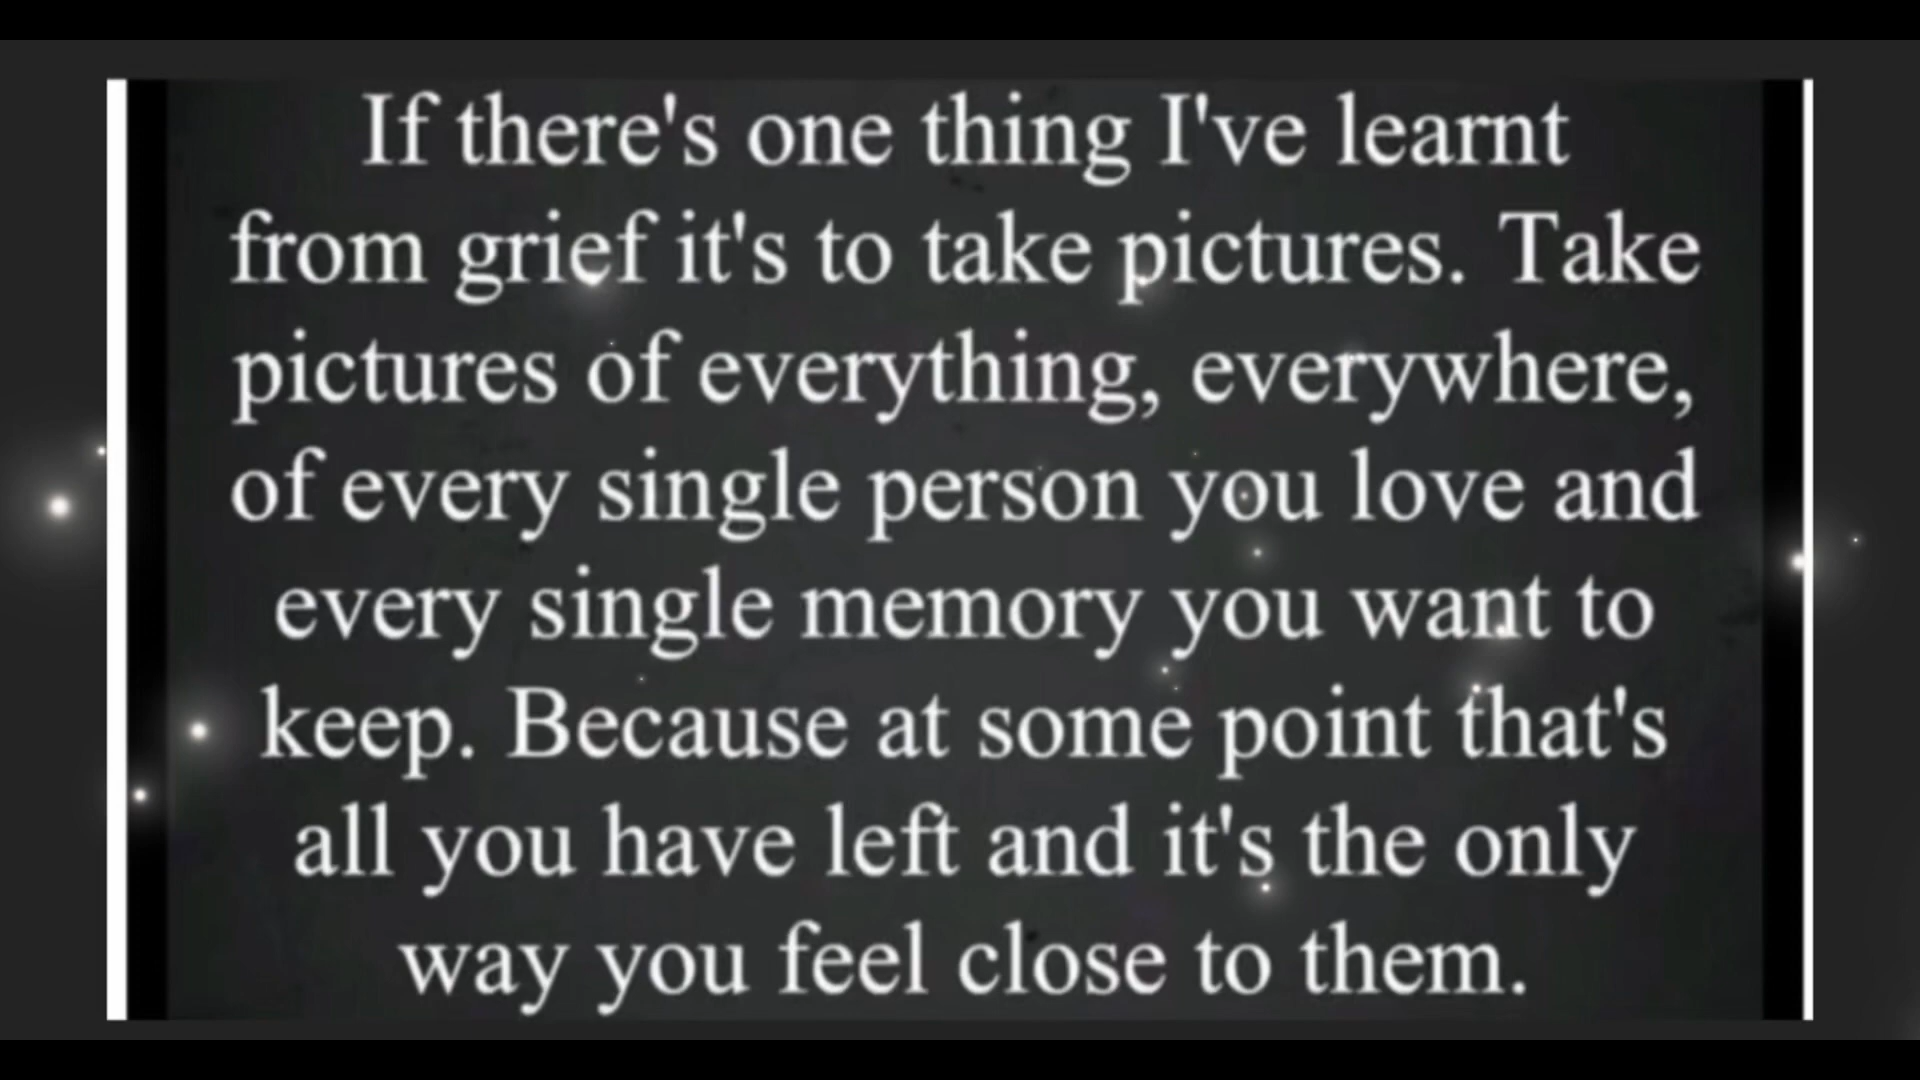 If there's one thing I've learnt
from grief it's to take pictures. Take
pictures of everything, everywhere,
of every single person you love and
every single memory you want to
keep. Because at some point that's
all you have left and it's the only
way you feel close to them.